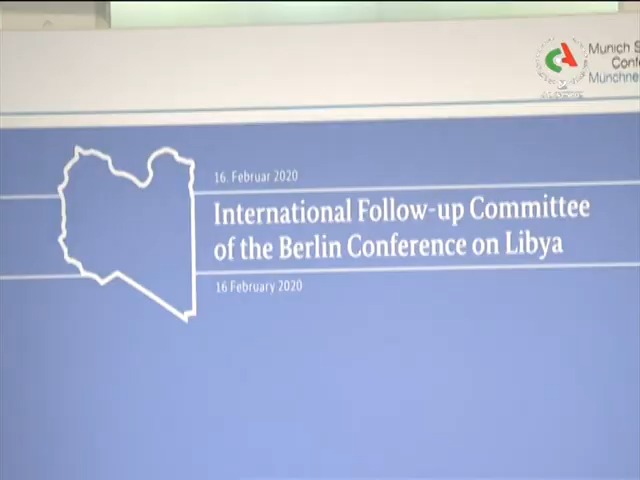 Munich S
Conf
Münchne
16. Februar 2020
International Follow-up Committee
of the Berlin Conference on Libya
16 February 2020